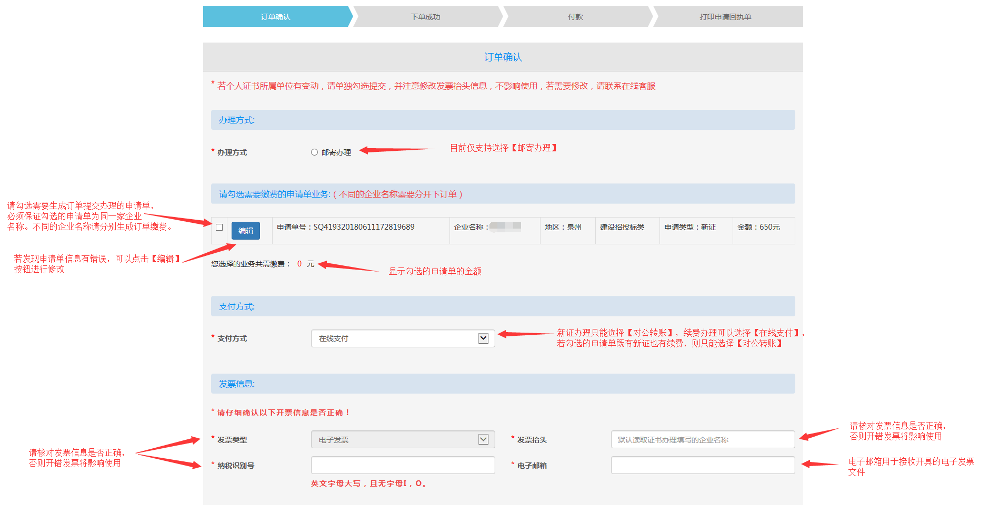 订单确认
下单成功
付款
打印申请回执单
订单确认
* 若个人证书所属单位有变动，请单独勾选提交，并注意修改发票抬头信息，不影响使用，若需要修改，请联系在线客服
办理方式:
* 办理方式
邮寄办理
目前仅支持选择【邮寄办理】
请勾选需要缴费的申请单业务:（不同的企业名称需要分开下订单）
请勾选需要生成订单提交办理的申请单，
必须保证勾选的申请单为同一家企业
名称。不同的企业名称请分别生成订单缴费。
编辑
申请单号：SQ419320180611172819689
企业名称：
地区：泉州
建设招投标类
申请类型：新证
金额：650元
若发现申请单信息有错误，可以点击【编辑】
按钮进行修改
您选择的业务共需缴费： 0 元
显示勾选的申请单的金额
支付方式:
* 支付方式
在线支付
新证办理只能选择【对公转账】，续费办理可以选择【在线支付】，
若勾选的申请单既有新证也有续费，则只能选择【对公转账】
发票信息:
* 请仔细确认以下开票信息是否正确！
* 发票类型
电子发票
* 发票抬头
默认读取证书办理填写的企业名称
请核对发票信息是否正确，
否则开错发票将影响使用
请核对发票信息是否正确，
否则开错发票将影响使用
* 纳税识别号
* 电子邮箱
电子邮箱用于接收开具的电子发票
文件
英文字母大写，且无字母I，O。